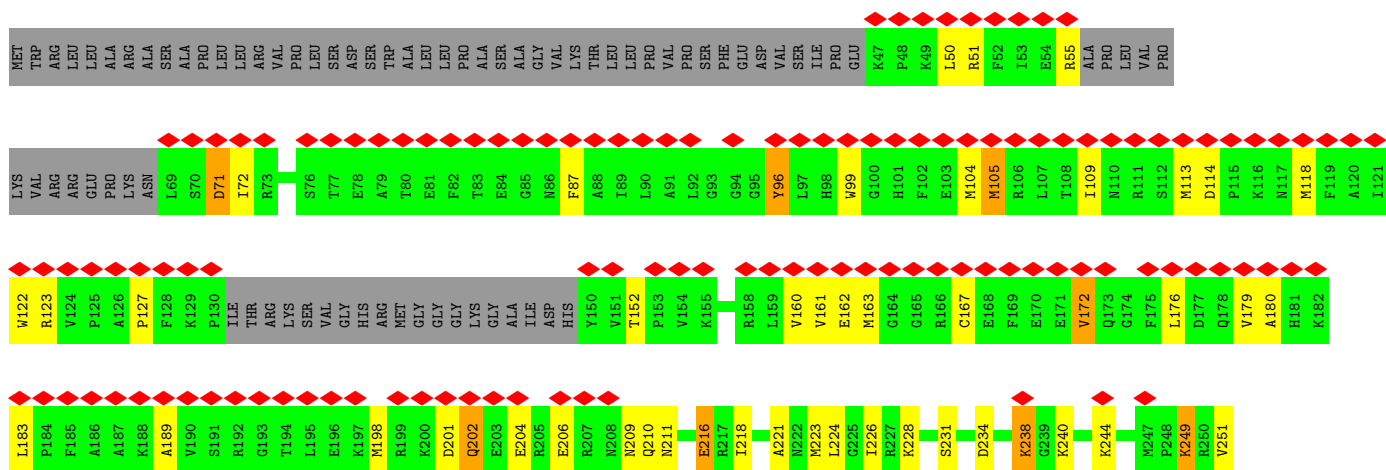 MET TRP ARG LEU LEU ALA ARG ALA SER ALA PRO LEU LEU ARG VAL PRO LEU SER ASP SER TRP ALA LEU LEU PRO ALA SER ALA GLY VAL LYS THR LEU LEU PRO VAL PRO SER PHE GLU ASP VAL SER ILE PRO GLU K47 P48 K49 L50 R51 F52 I53 E54 R55 ALA PRO LEU VAL PRO
LYS VAL ARG ARG GLU PRO LYS ASN L69 S70 D71 I72 R73 S76 T77 E78 A79 T80 E81 F82 T83 E84 G85 N86 F87 A88 I89 L90 A91 L92 G93 G94 G95 Y96 L97 H98 W99 G100 H101 F102 E103 M104 M105 R106 L107 T108 I109 N110 R111 S112 M113 D114 P115 K116 N117 M118 F119 A120 I121
W122 R123 V124 P125 A126 P127 F128 K129 P130 ILE THR ARG LYS SER VAL GLY HIS ARG MET GLY GLY GLY LYS GLY ALA ILE ASP HIS Y150 V151 T152 P153 V154 K155 R158 L159 V160 V161 E162 M163 G164 G165 R166 C167 E168 F169 E170 E171 V172 Q173 G174 F175 L176 D177 Q178 V179 A180 H181 K182
L183 P184 F185 A186 A187 K188 A189 V190 S191 R192 G193 T194 L195 E196 K197 M198 R199 K200 D201 Q202 E203 E204 R205 E206 R207 N208 N209 Q210 N211 E216 R217 I218 A221 N222 M223 L224 G225 I226 R227 K228 S231 D234 K238 G239 K240 K244 M247 P248 K249 R250 V251